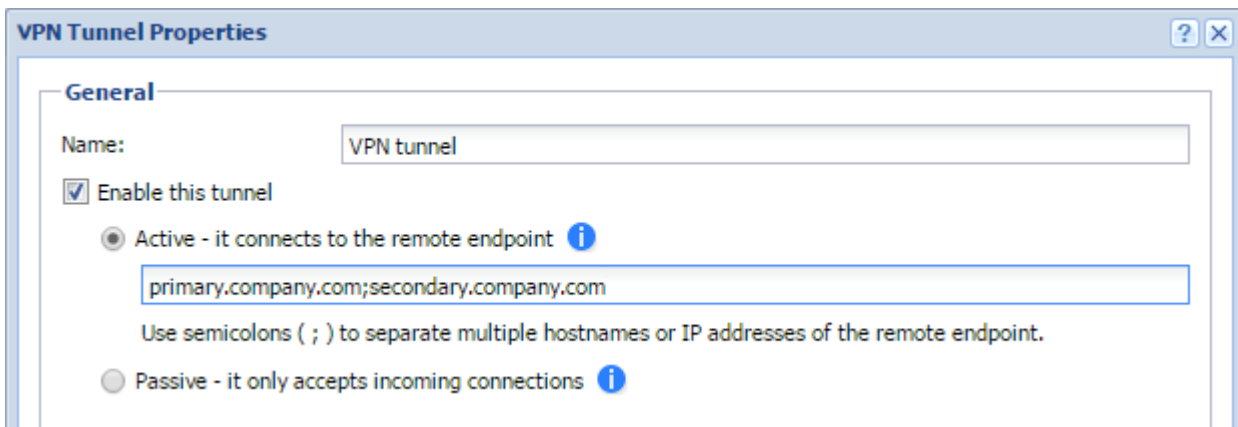 VPN Tunnel Properties
?
General
Name: VPN tunnel
Enable this tunnel
Active - it connects to the remote endpoint i
primary.company.com;secondary.company.com
Use semicolons ( ; ) to separate multiple hostnames or IP addresses of the remote endpoint.
Passive - it only accepts incoming connections i